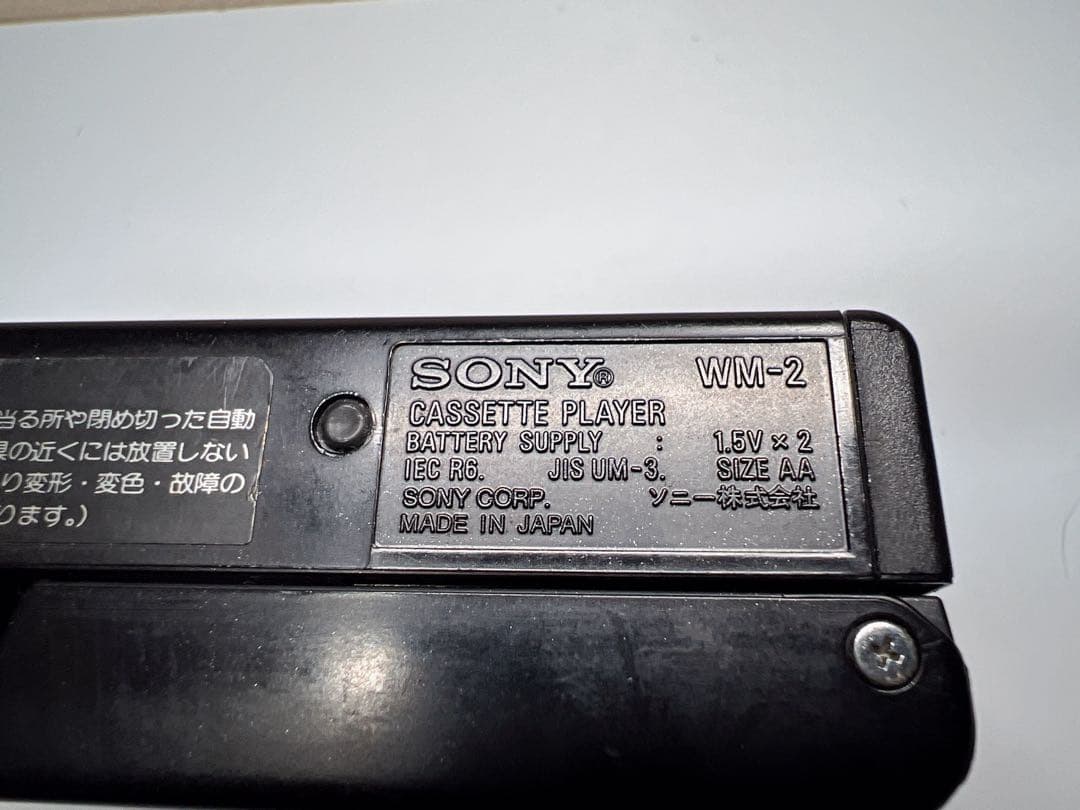 当る所や閉め切った自動
の近くには放置しない
り変形・変色・故障の
ります。)
SONY® WM-2
CASSETTE PLAYER
BATTERY SUPPLY : 1.5V × 2
IEC R6. JIS UM-3. SIZE AA
SONY CORP. ソニー株式会社
MADE IN JAPAN